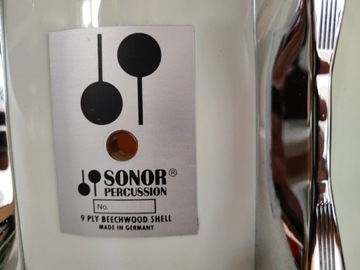 SONOR®
PERCUSSION
No.
9 PLY BEECHWOOD SHELL
MADE IN GERMANY